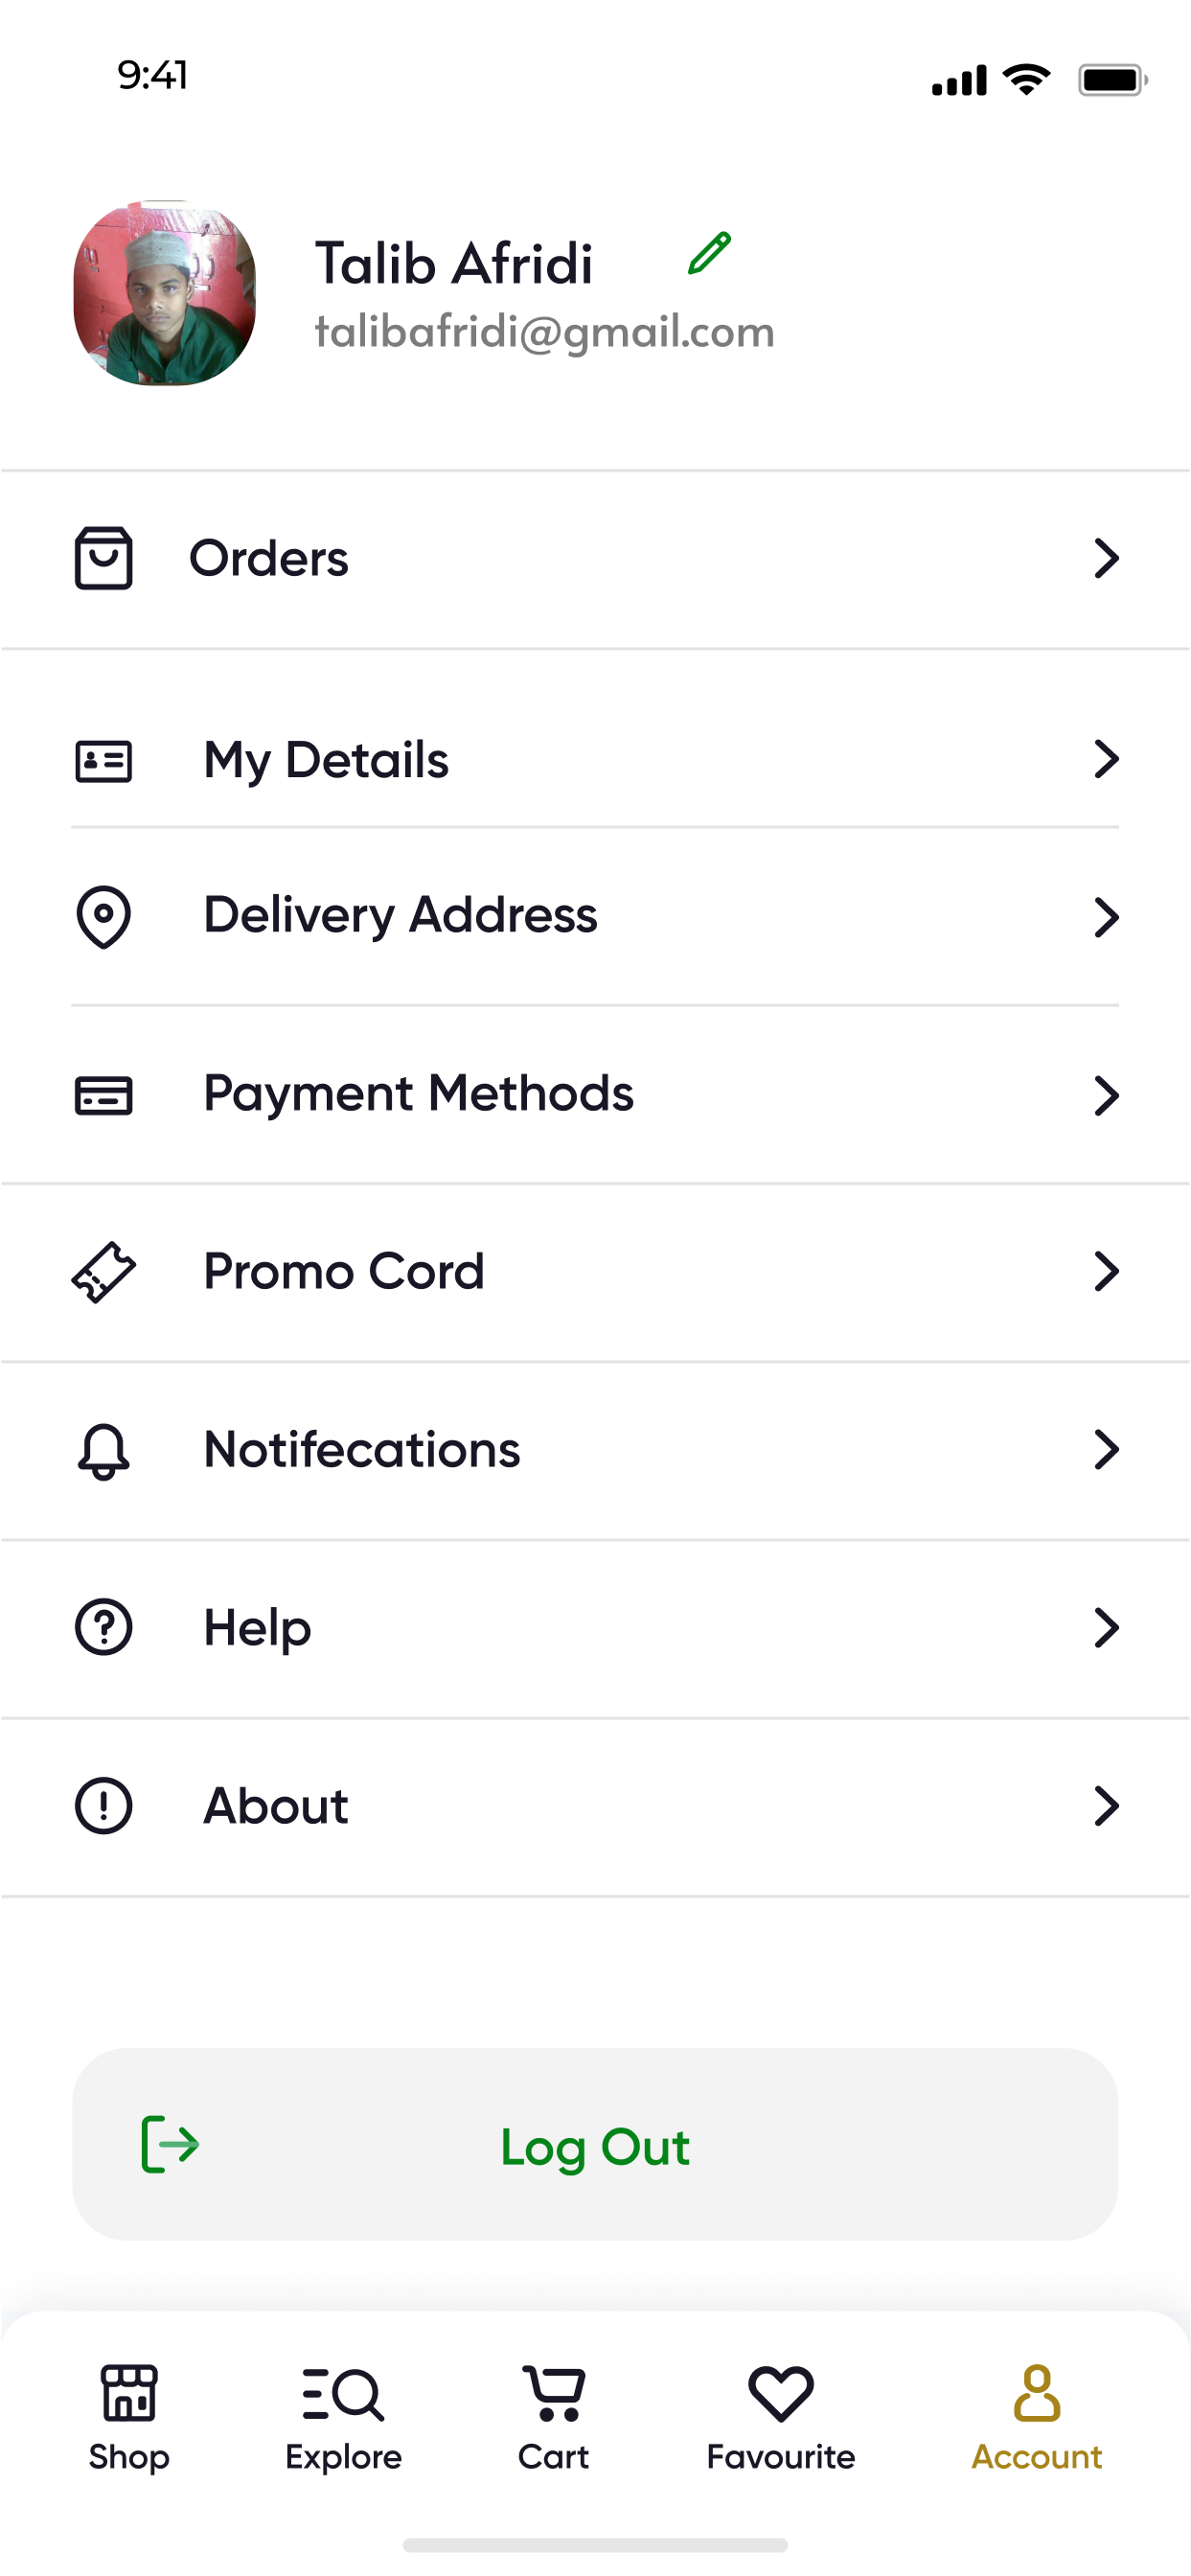 9:41
Talib Afridi
talibafridi@gmail.com
Orders
My Details
Delivery Address
Payment Methods
Promo Cord
Notifecations
Help
About
Log Out
Shop
Explore
Cart
Favourite
Account